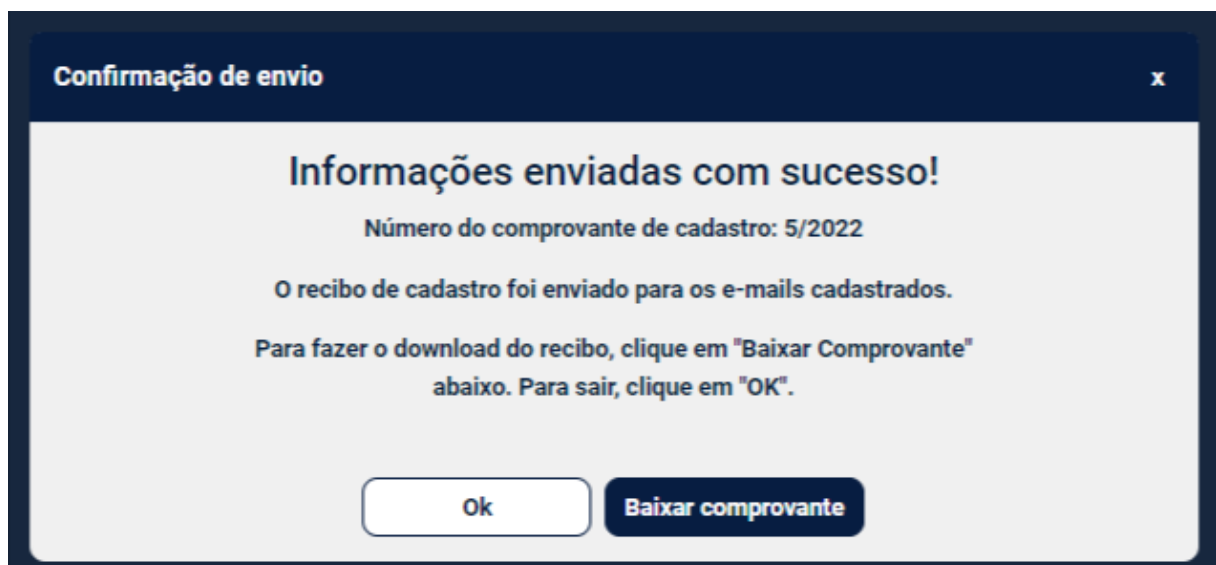 Confirmação de envio x
Informações enviadas com sucesso!
Número do comprovante de cadastro: 5/2022
O recibo de cadastro foi enviado para os e-mails cadastrados.
Para fazer o download do recibo, clique em "Baixar Comprovante"
abaixo. Para sair, clique em "OK".
Ok Baixar comprovante